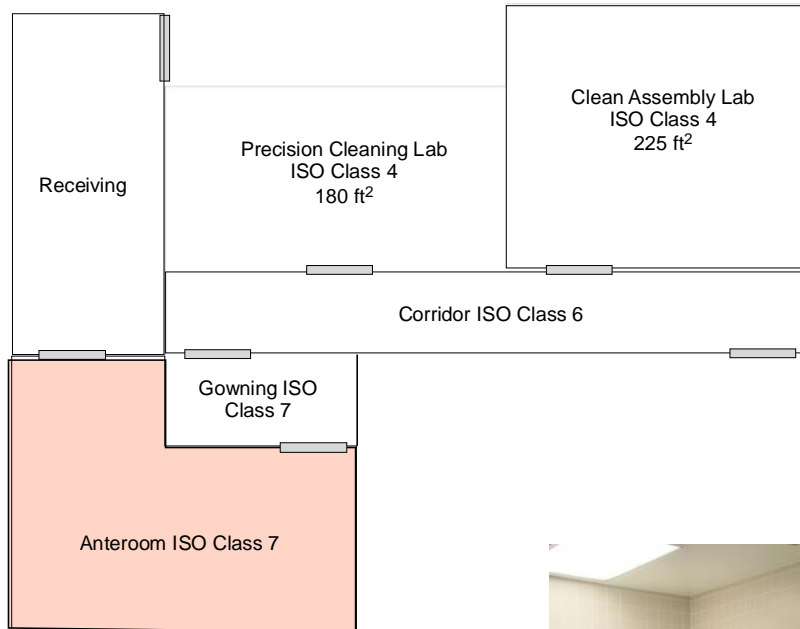 Clean Assembly Lab
ISO Class 4
225 ft²
Precision Cleaning Lab
ISO Class 4
180 ft²
Receiving
Corridor ISO Class 6
Gowning ISO
Class 7
Anteroom ISO Class 7